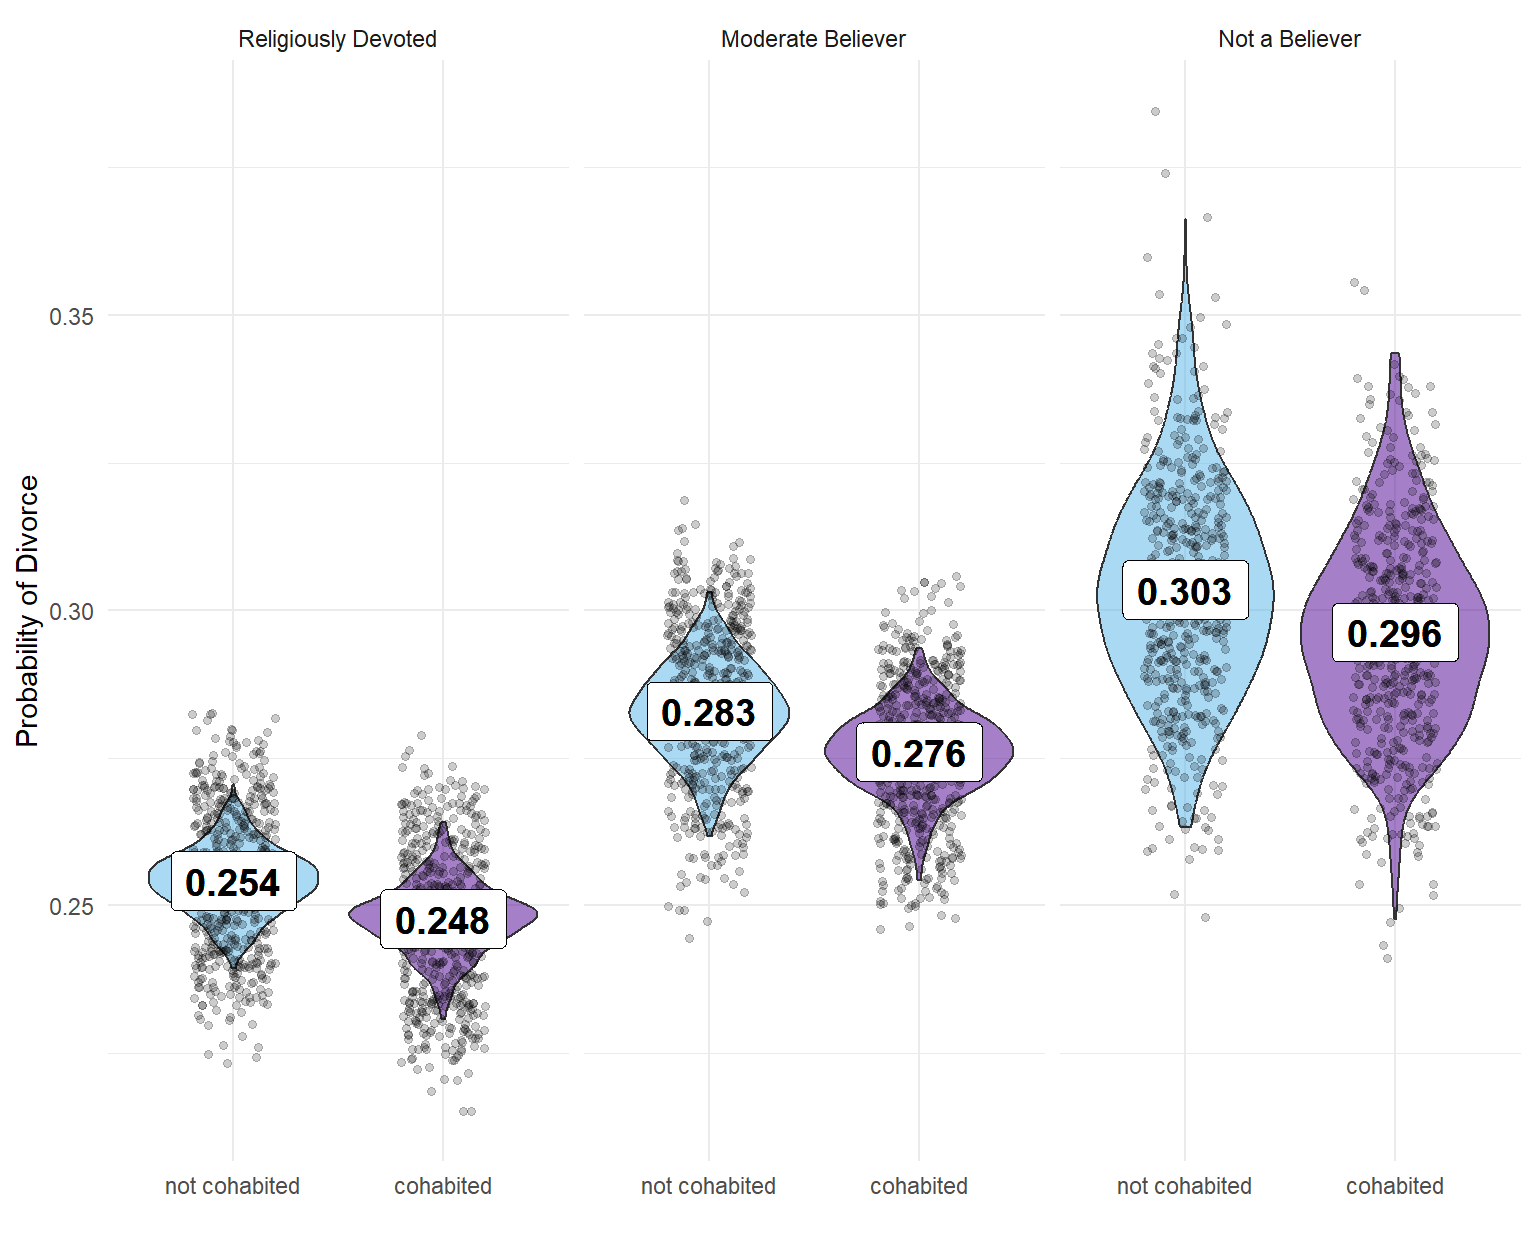 Religiously Devoted
Moderate Believer
Not a Believer
Probability of Divorce
0.35
0.30
0.25
0.254
0.248
0.283
0.276
0.303
0.296
not cohabited
cohabited
not cohabited
cohabited
not cohabited
cohabited